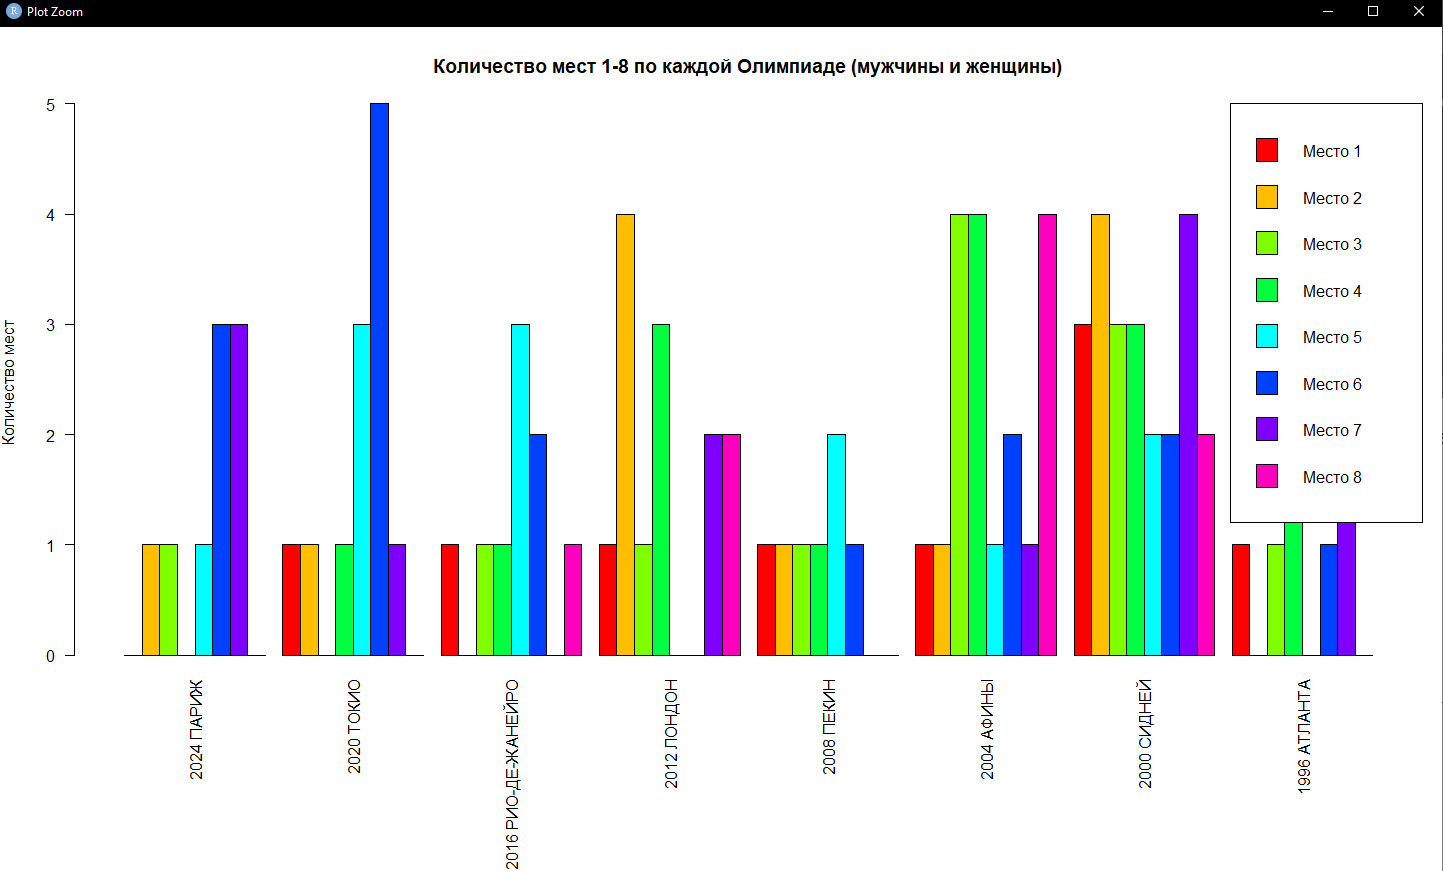 R Plot Zoom
Количество мест 1-8 по каждой Олимпиаде (мужчины и женщины)
Количество мест
5
4
3
2
1
0
Место 1
Место 2
Место 3
Место 4
Место 5
Место 6
Место 7
Место 8
2024 ПАРИЖ
2020 ТОКИО
2016 РИО-ДЕ-ЖАНЕЙРО
2012 ЛОНДОН
2008 ПЕКИН
2004 АФИНЫ
2000 СИДНЕЙ
1996 АТЛАНТА